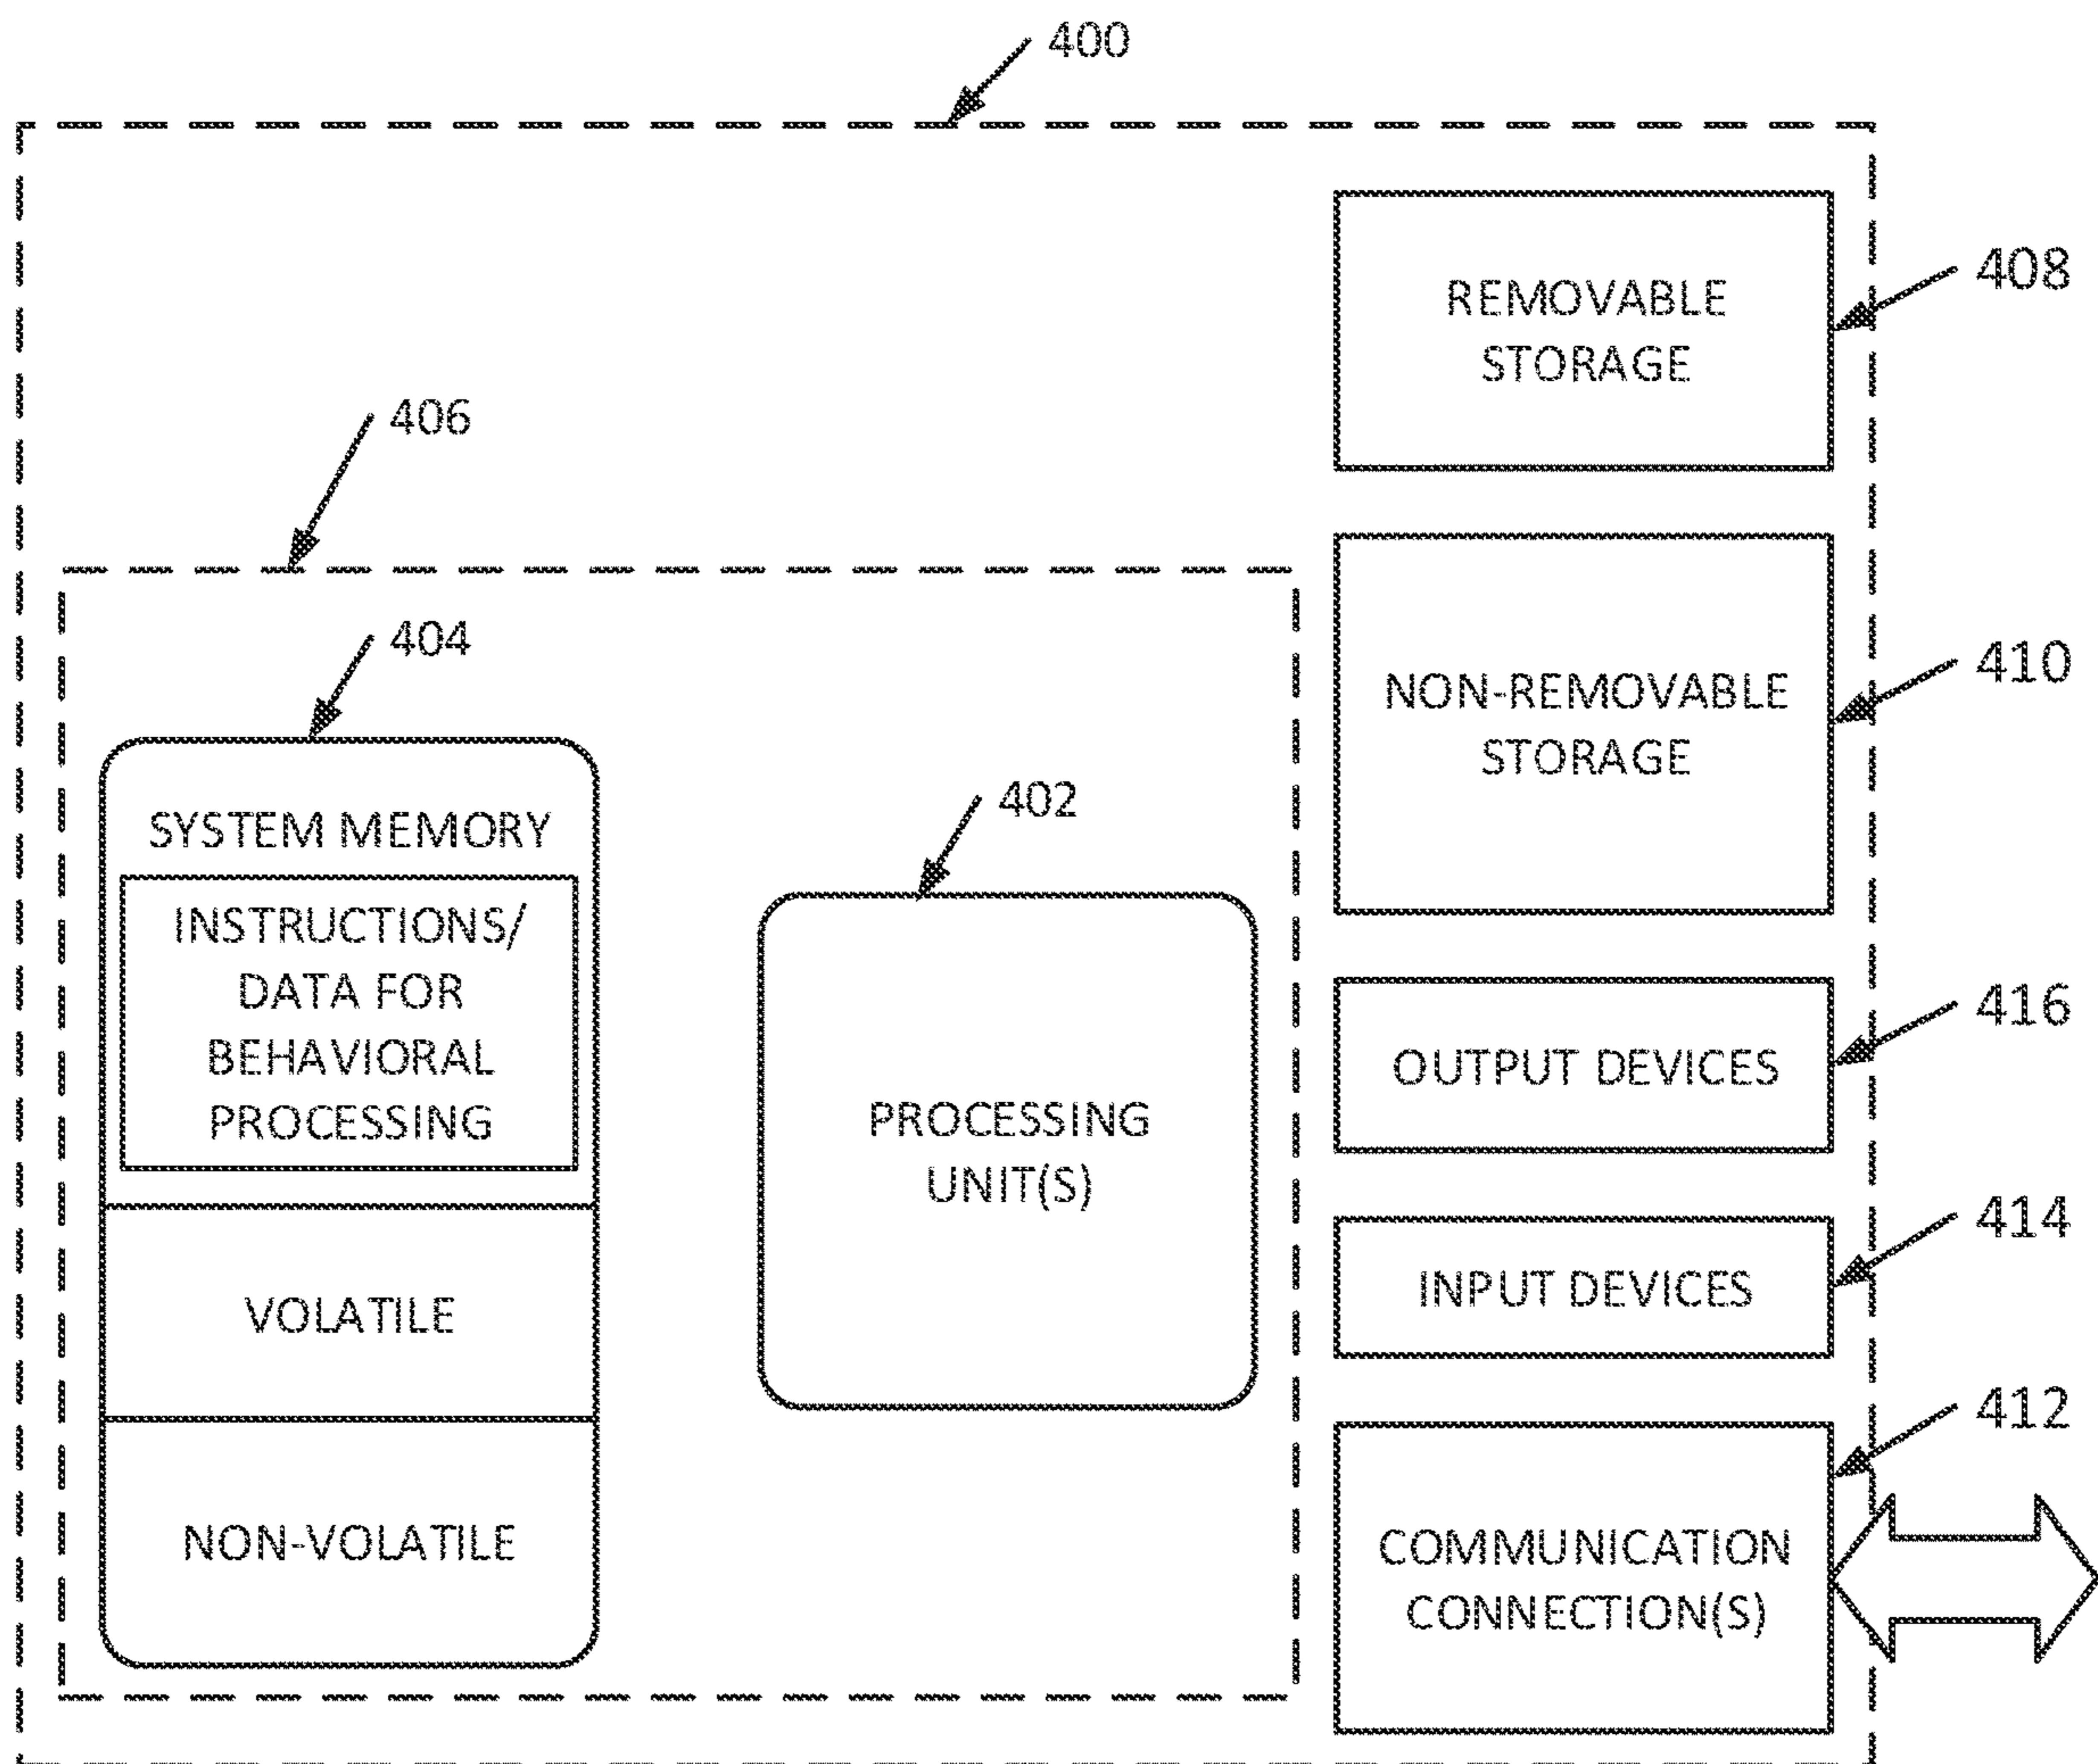 400
REMOVABLE
STORAGE
408
406
NON-REMOVABLE
STORAGE
410
404
SYSTEM MEMORY
INSTRUCTIONS/
DATA FOR
BEHAVIORAL
PROCESSING
VOLATILE
NON-VOLATILE
402
PROCESSING
UNIT(S)
OUTPUT DEVICES
416
INPUT DEVICES
414
COMMUNICATION
CONNECTION(S)
412